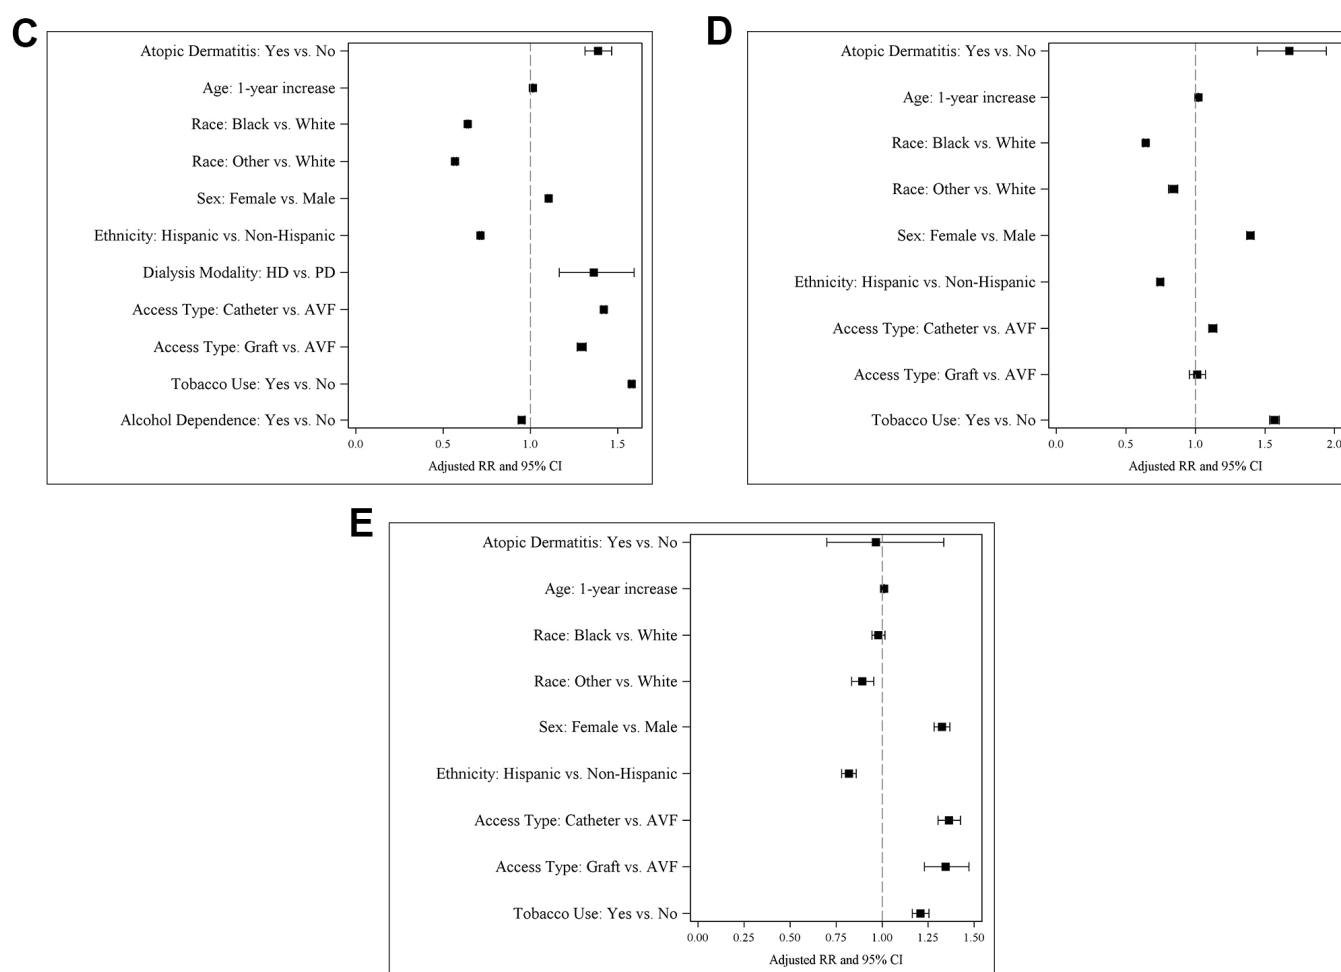 C
Atopic Dermatitis: Yes vs. No
Age: 1-year increase
Race: Black vs. White
Race: Other vs. White
Sex: Female vs. Male
Ethnicity: Hispanic vs. Non-Hispanic
Dialysis Modality: HD vs. PD
Access Type: Catheter vs. AVF
Access Type: Graft vs. AVF
Tobacco Use: Yes vs. No
Alcohol Dependence: Yes vs. No
0.0 0.5 1.0 1.5
Adjusted RR and 95% CI
D
Atopic Dermatitis: Yes vs. No
Age: 1-year increase
Race: Black vs. White
Race: Other vs. White
Sex: Female vs. Male
Ethnicity: Hispanic vs. Non-Hispanic
Access Type: Catheter vs. AVF
Access Type: Graft vs. AVF
Tobacco Use: Yes vs. No
0.0 0.5 1.0 1.5 2.0
Adjusted RR and 95% CI
E
Atopic Dermatitis: Yes vs. No
Age: 1-year increase
Race: Black vs. White
Race: Other vs. White
Sex: Female vs. Male
Ethnicity: Hispanic vs. Non-Hispanic
Access Type: Catheter vs. AVF
Access Type: Graft vs. AVF
Tobacco Use: Yes vs. No
0.00 0.25 0.50 0.75 1.00 1.25 1.50
Adjusted RR and 95% CI